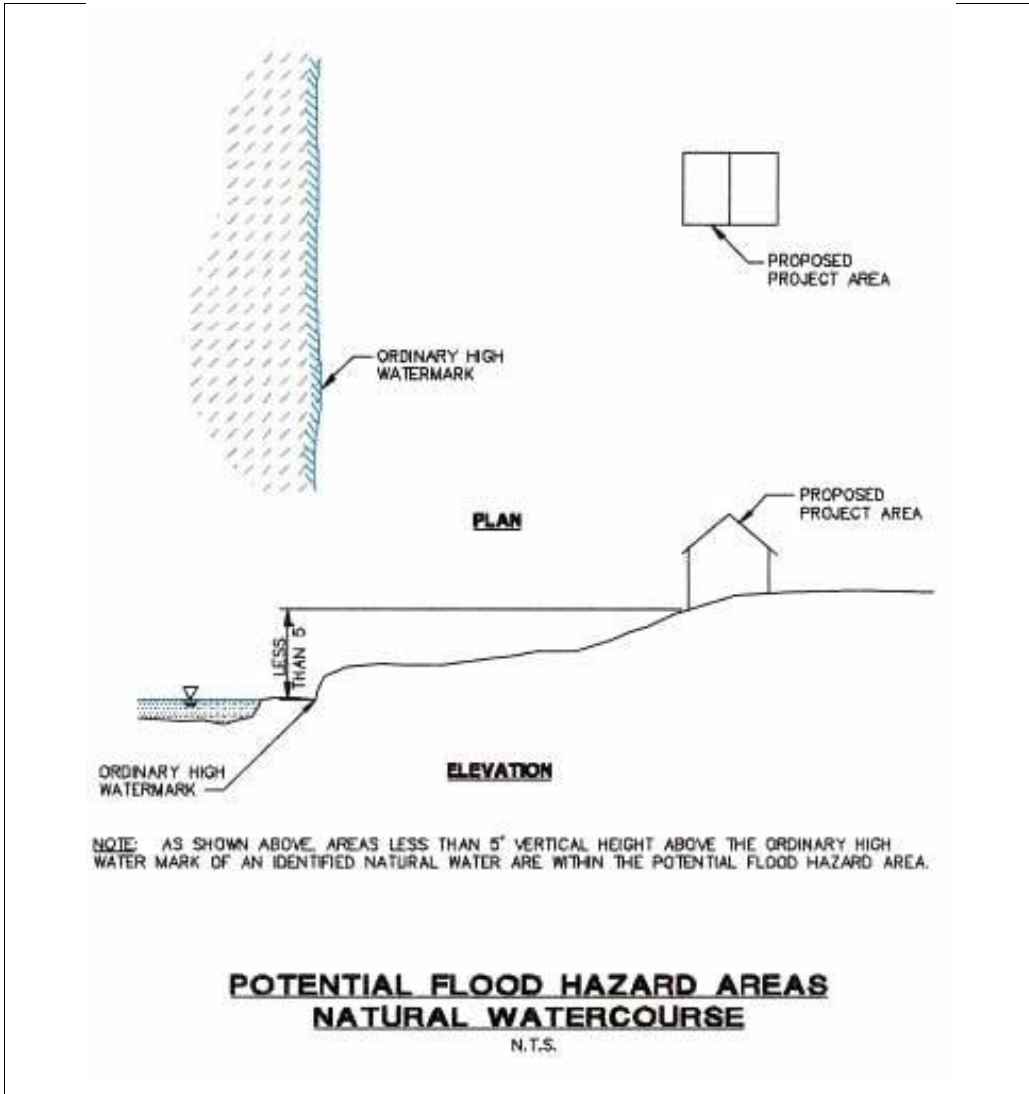 PROPOSED
PROJECT AREA
ORDINARY HIGH
WATERMARK
PLAN
PROPOSED
PROJECT AREA
LESS
THAN 5'
ORDINARY HIGH
WATERMARK
ELEVATION
NOTE: AS SHOWN ABOVE, AREAS LESS THAN 5' VERTICAL HEIGHT ABOVE THE ORDINARY HIGH
WATER MARK OF AN IDENTIFIED NATURAL WATER ARE WITHIN THE POTENTIAL FLOOD HAZARD AREA.
POTENTIAL FLOOD HAZARD AREAS
NATURAL WATERCOURSE
N.T.S.